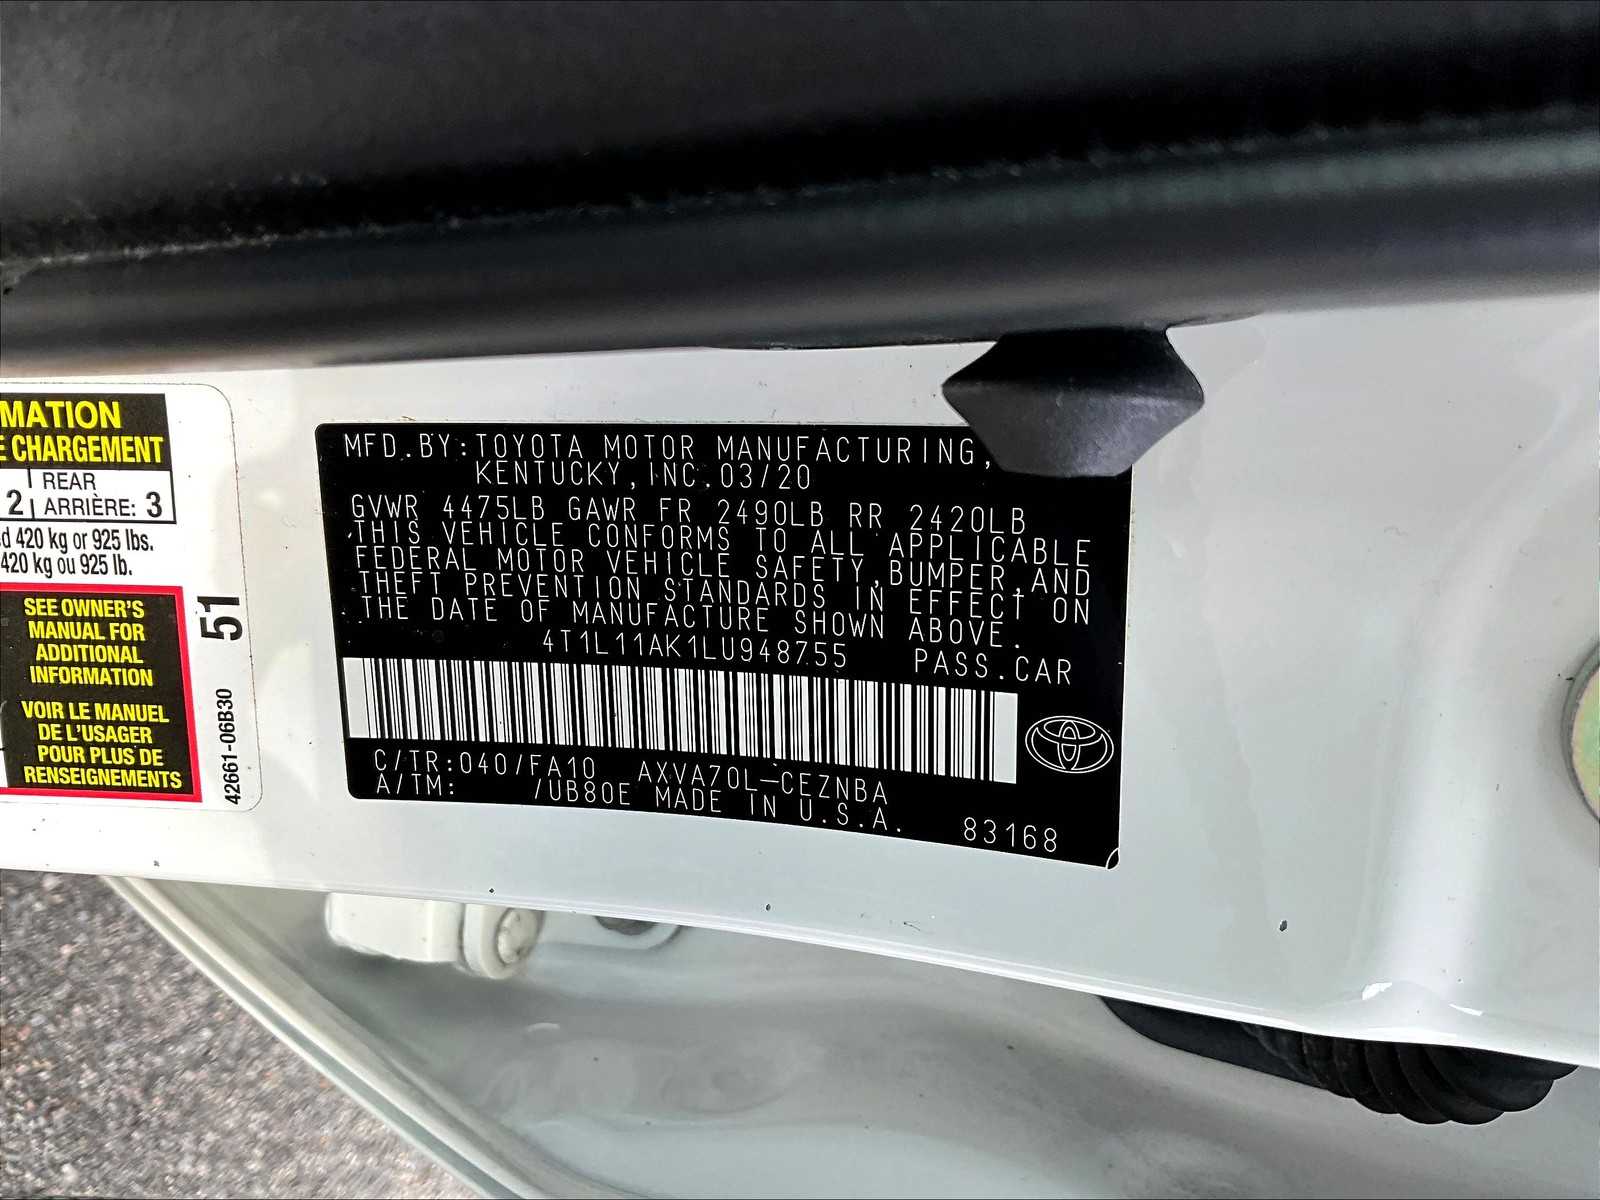 MATION
E CHARGEMENT
REAR
2 ARRIÈRE: 3
d 420 kg or 925 lbs.
420 kg ou 925 lb.
SEE OWNER'S
MANUAL FOR
ADDITIONAL
INFORMATION
VOIR LE MANUEL
DE L'USAGER
POUR PLUS DE
RENSEIGNEMENTS
51
42661-06B30
MFD.BY:TOYOTA MOTOR MANUFACTURING,
KENTUCKY,INC.03/20
GVWR 4475LB GAWR FR 2490LB RR 2420LB
THIS VEHICLE CONFORMS TO ALL APPLICABLE
FEDERAL MOTOR VEHICLE SAFETY,BUMPER,AND
THEFT PREVENTION STANDARDS IN EFFECT ON
THE DATE OF MANUFACTURE SHOWN ABOVE.
4T1L11AK1LU948755 PASS.CAR
C/TR:040/FA10 AXVA70L-CEZNBA
A/TM: /UB80E MADE IN U.S.A.
83168